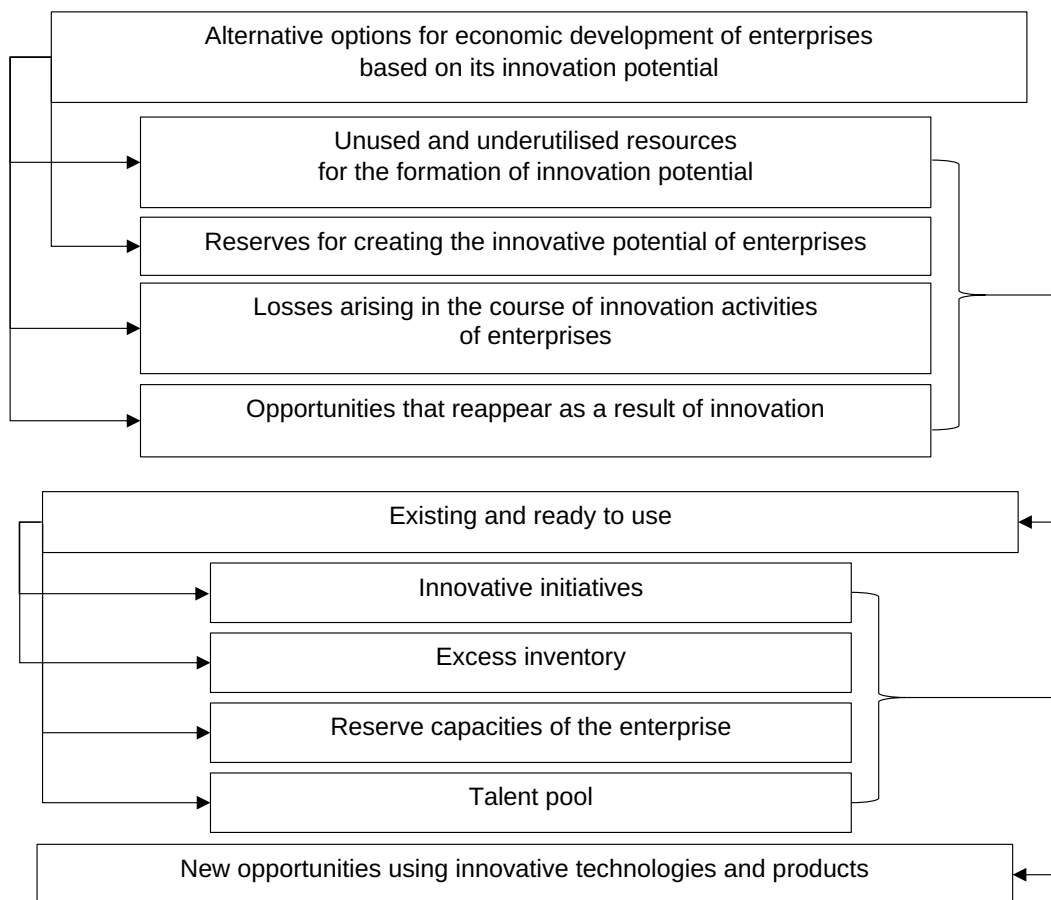 Alternative options for economic development of enterprises
based on its innovation potential
Unused and underutilised resources
for the formation of innovation potential
Reserves for creating the innovative potential of enterprises
Losses arising in the course of innovation activities
of enterprises
Opportunities that reappear as a result of innovation
Existing and ready to use
Innovative initiatives
Excess inventory
Reserve capacities of the enterprise
Talent pool
New opportunities using innovative technologies and products